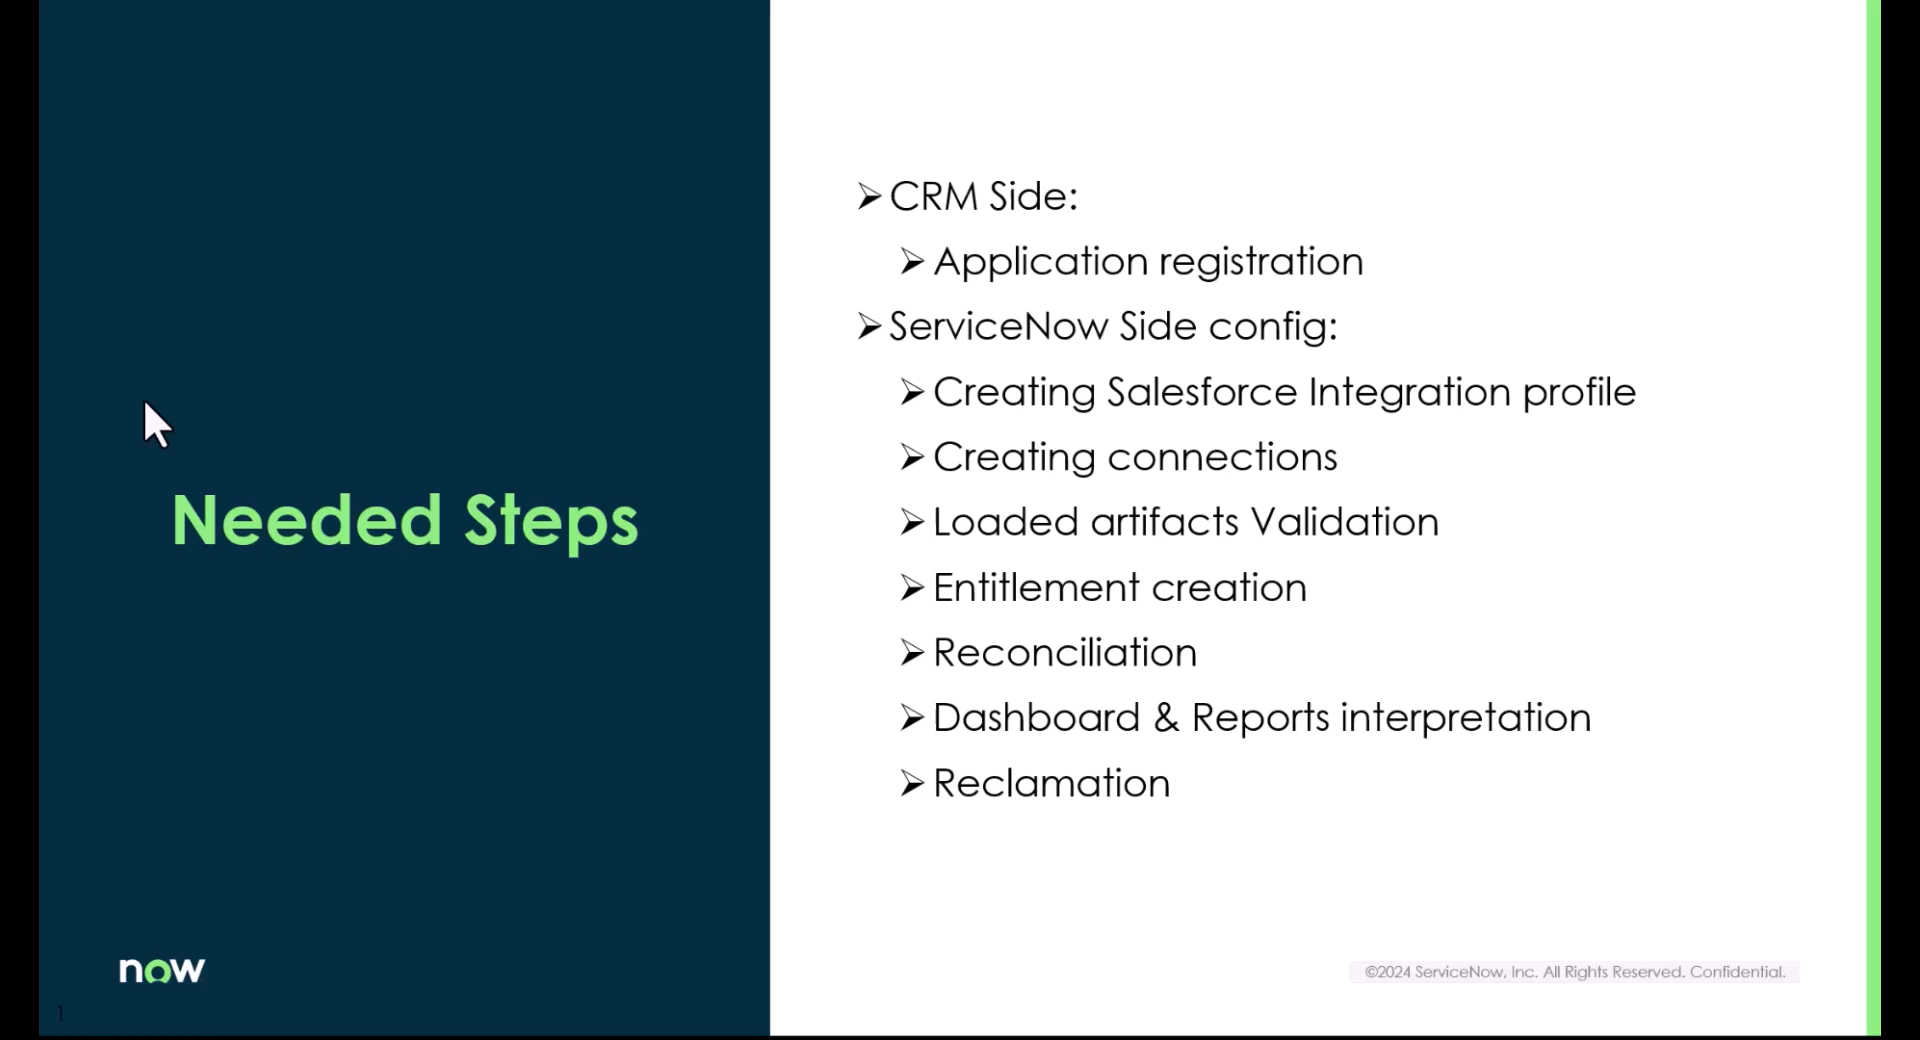 Needed Steps
CRM Side:
Application registration
ServiceNow Side config:
Creating Salesforce Integration profile
Creating connections
Loaded artifacts Validation
Entitlement creation
Reconciliation
Dashboard & Reports interpretation
Reclamation
now
©2024 ServiceNow, Inc. All Rights Reserved. Confidential.
1